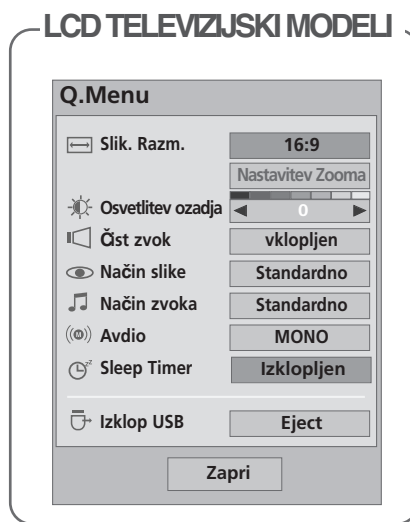 LCD TELEVIZIJSKI MODELI
Q.Menu
Slik. Razm. 16:9
Nastavitev Zooma
Osvetlitev ozadja 0
Čist zvok vklopljen
Način slike Standardno
Način zvoka Standardno
Avdio MONO
Sleep Timer Izklopljen
Izklop USB Eject
Zapri